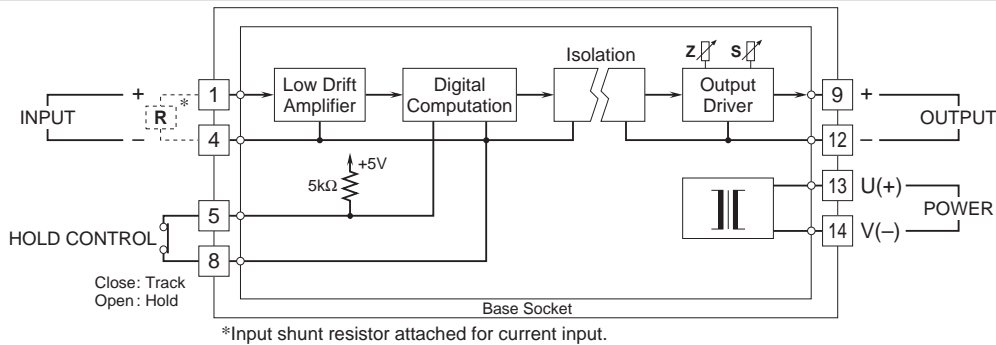 Isolation
Z S
Low Drift
Amplifier
Digital
Computation
Output
Driver
INPUT
+
–
R
*
1
4
9 +
12 –
OUTPUT
+5V
5kΩ
5
8
HOLD CONTROL
Close: Track
Open: Hold
13 U(+)
14 V(–)
POWER
Base Socket
*Input shunt resistor attached for current input.